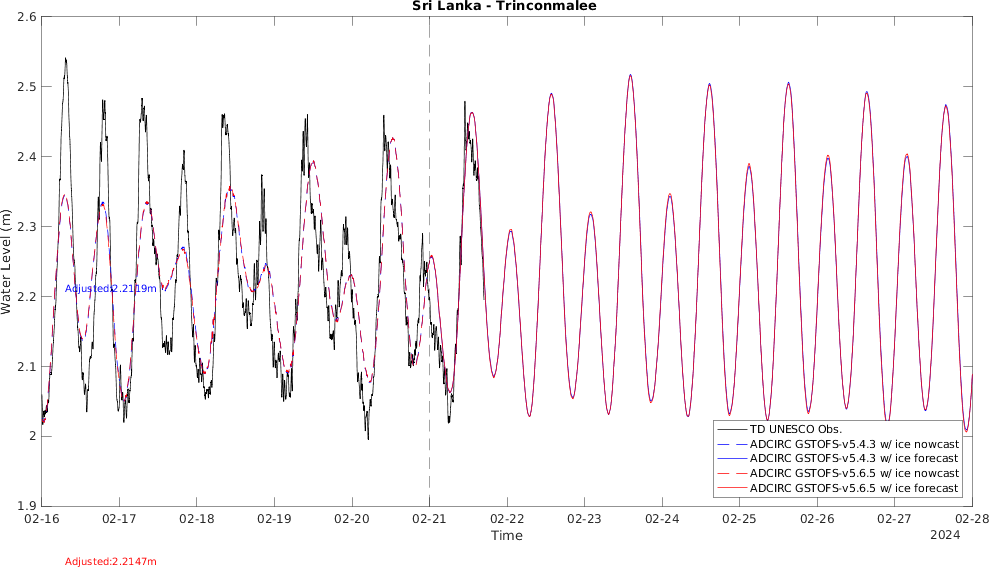 Sri Lanka - Trinconmalee
2.6
2.5
2.4
2.3
2.2
2.1
2
1.9
Water Level (m)
Adjusted:2.2119m
TD UNESCO Obs.
ADCIRC GSTOFS-v5.4.3 w/ ice nowcast
ADCIRC GSTOFS-v5.4.3 w/ ice forecast
ADCIRC GSTOFS-v5.6.5 w/ ice nowcast
ADCIRC GSTOFS-v5.6.5 w/ ice forecast
02-16 02-17 02-18 02-19 02-20 02-21 02-22 02-23 02-24 02-25 02-26 02-27 02-28
Time
2024
Adjusted:2.2147m